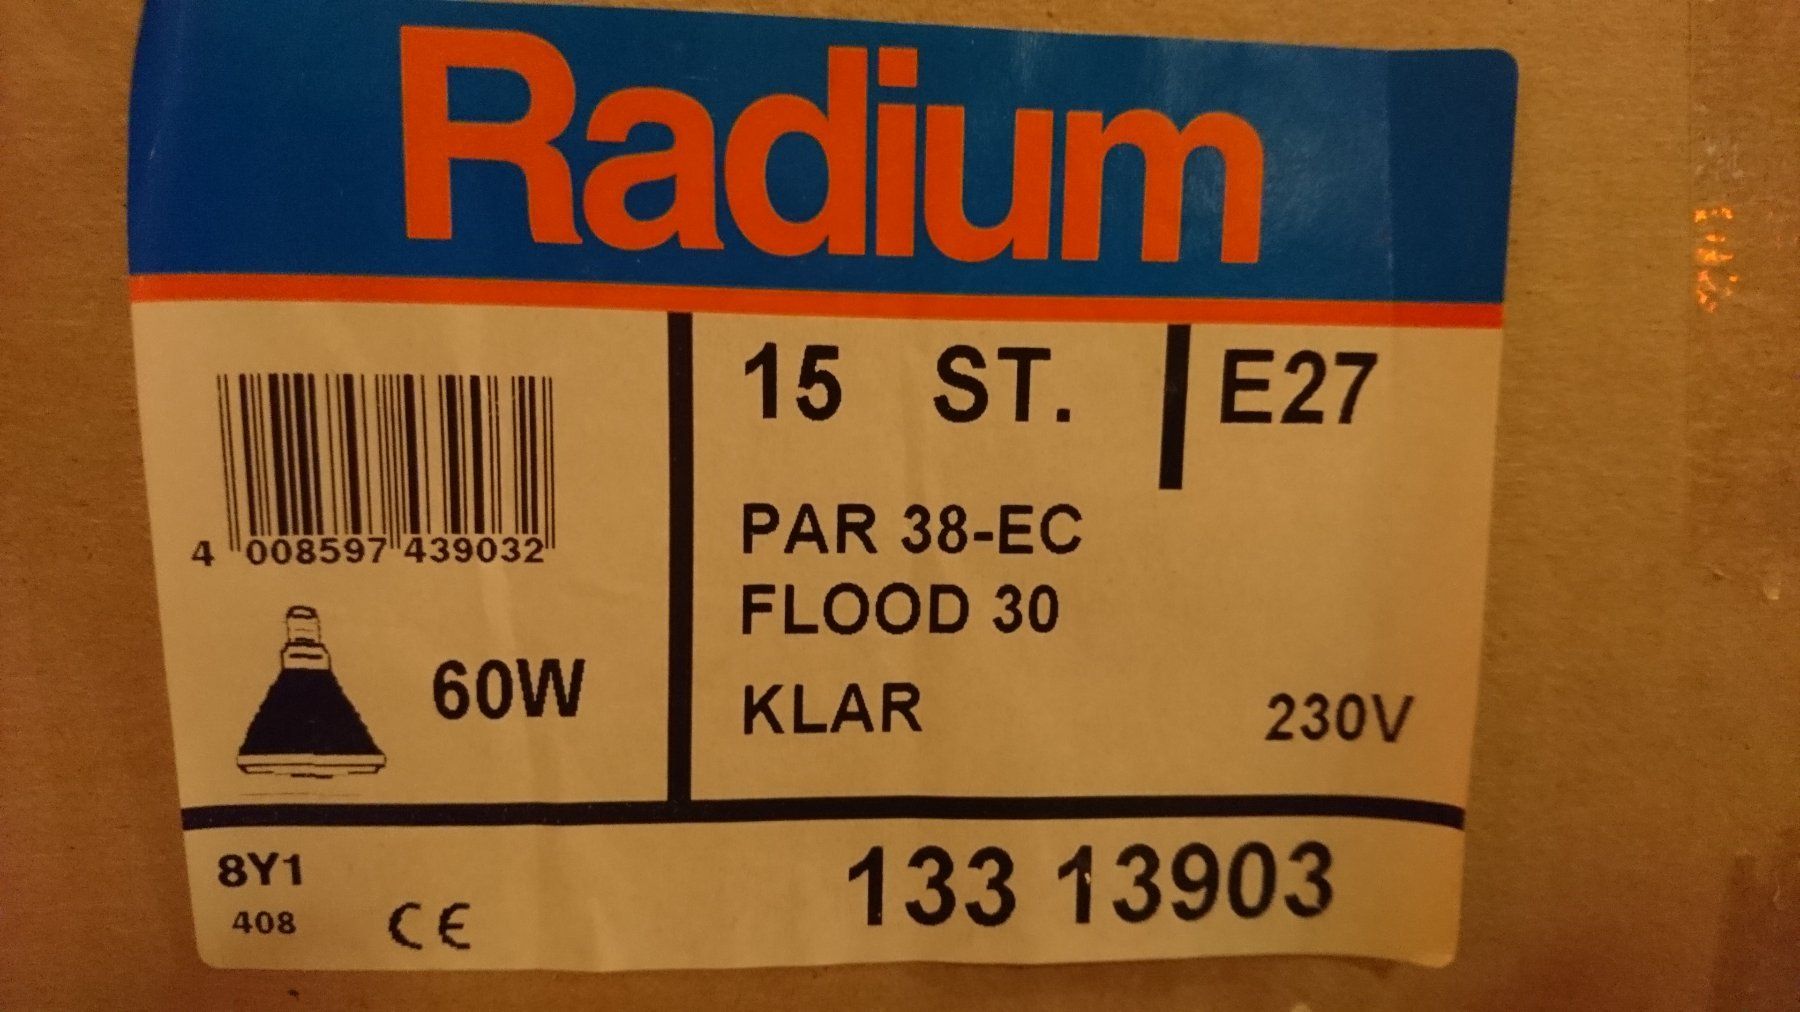 Radium
15 ST. E27
4 008597 439032
PAR 38-EC
FLOOD 30
60W
KLAR 230V
8Y1
408
CE
133 13903